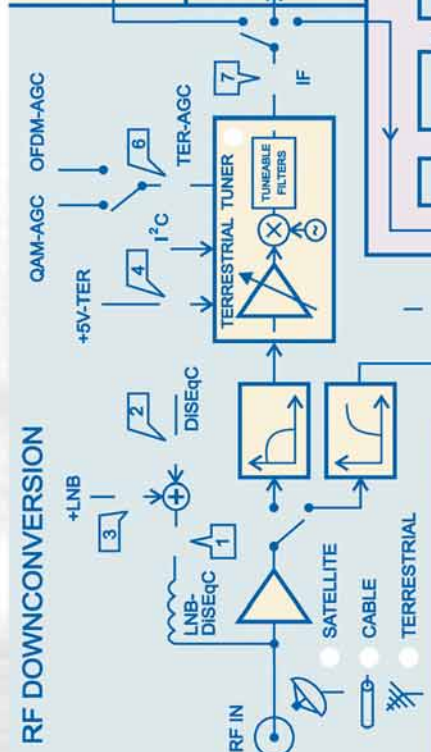 RF DOWNCONVERSION
+LNB
3
2
DiSEqC
1
LNB-
DiSEqC
+5V-TER
4
I²C
QAM-AGC
OFDM-AGC
6
TER-AGC
7
IF
TERRESTRIAL TUNER
TUNEABLE
FILTERS
RF IN
SATELLITE
CABLE
TERRESTRIAL